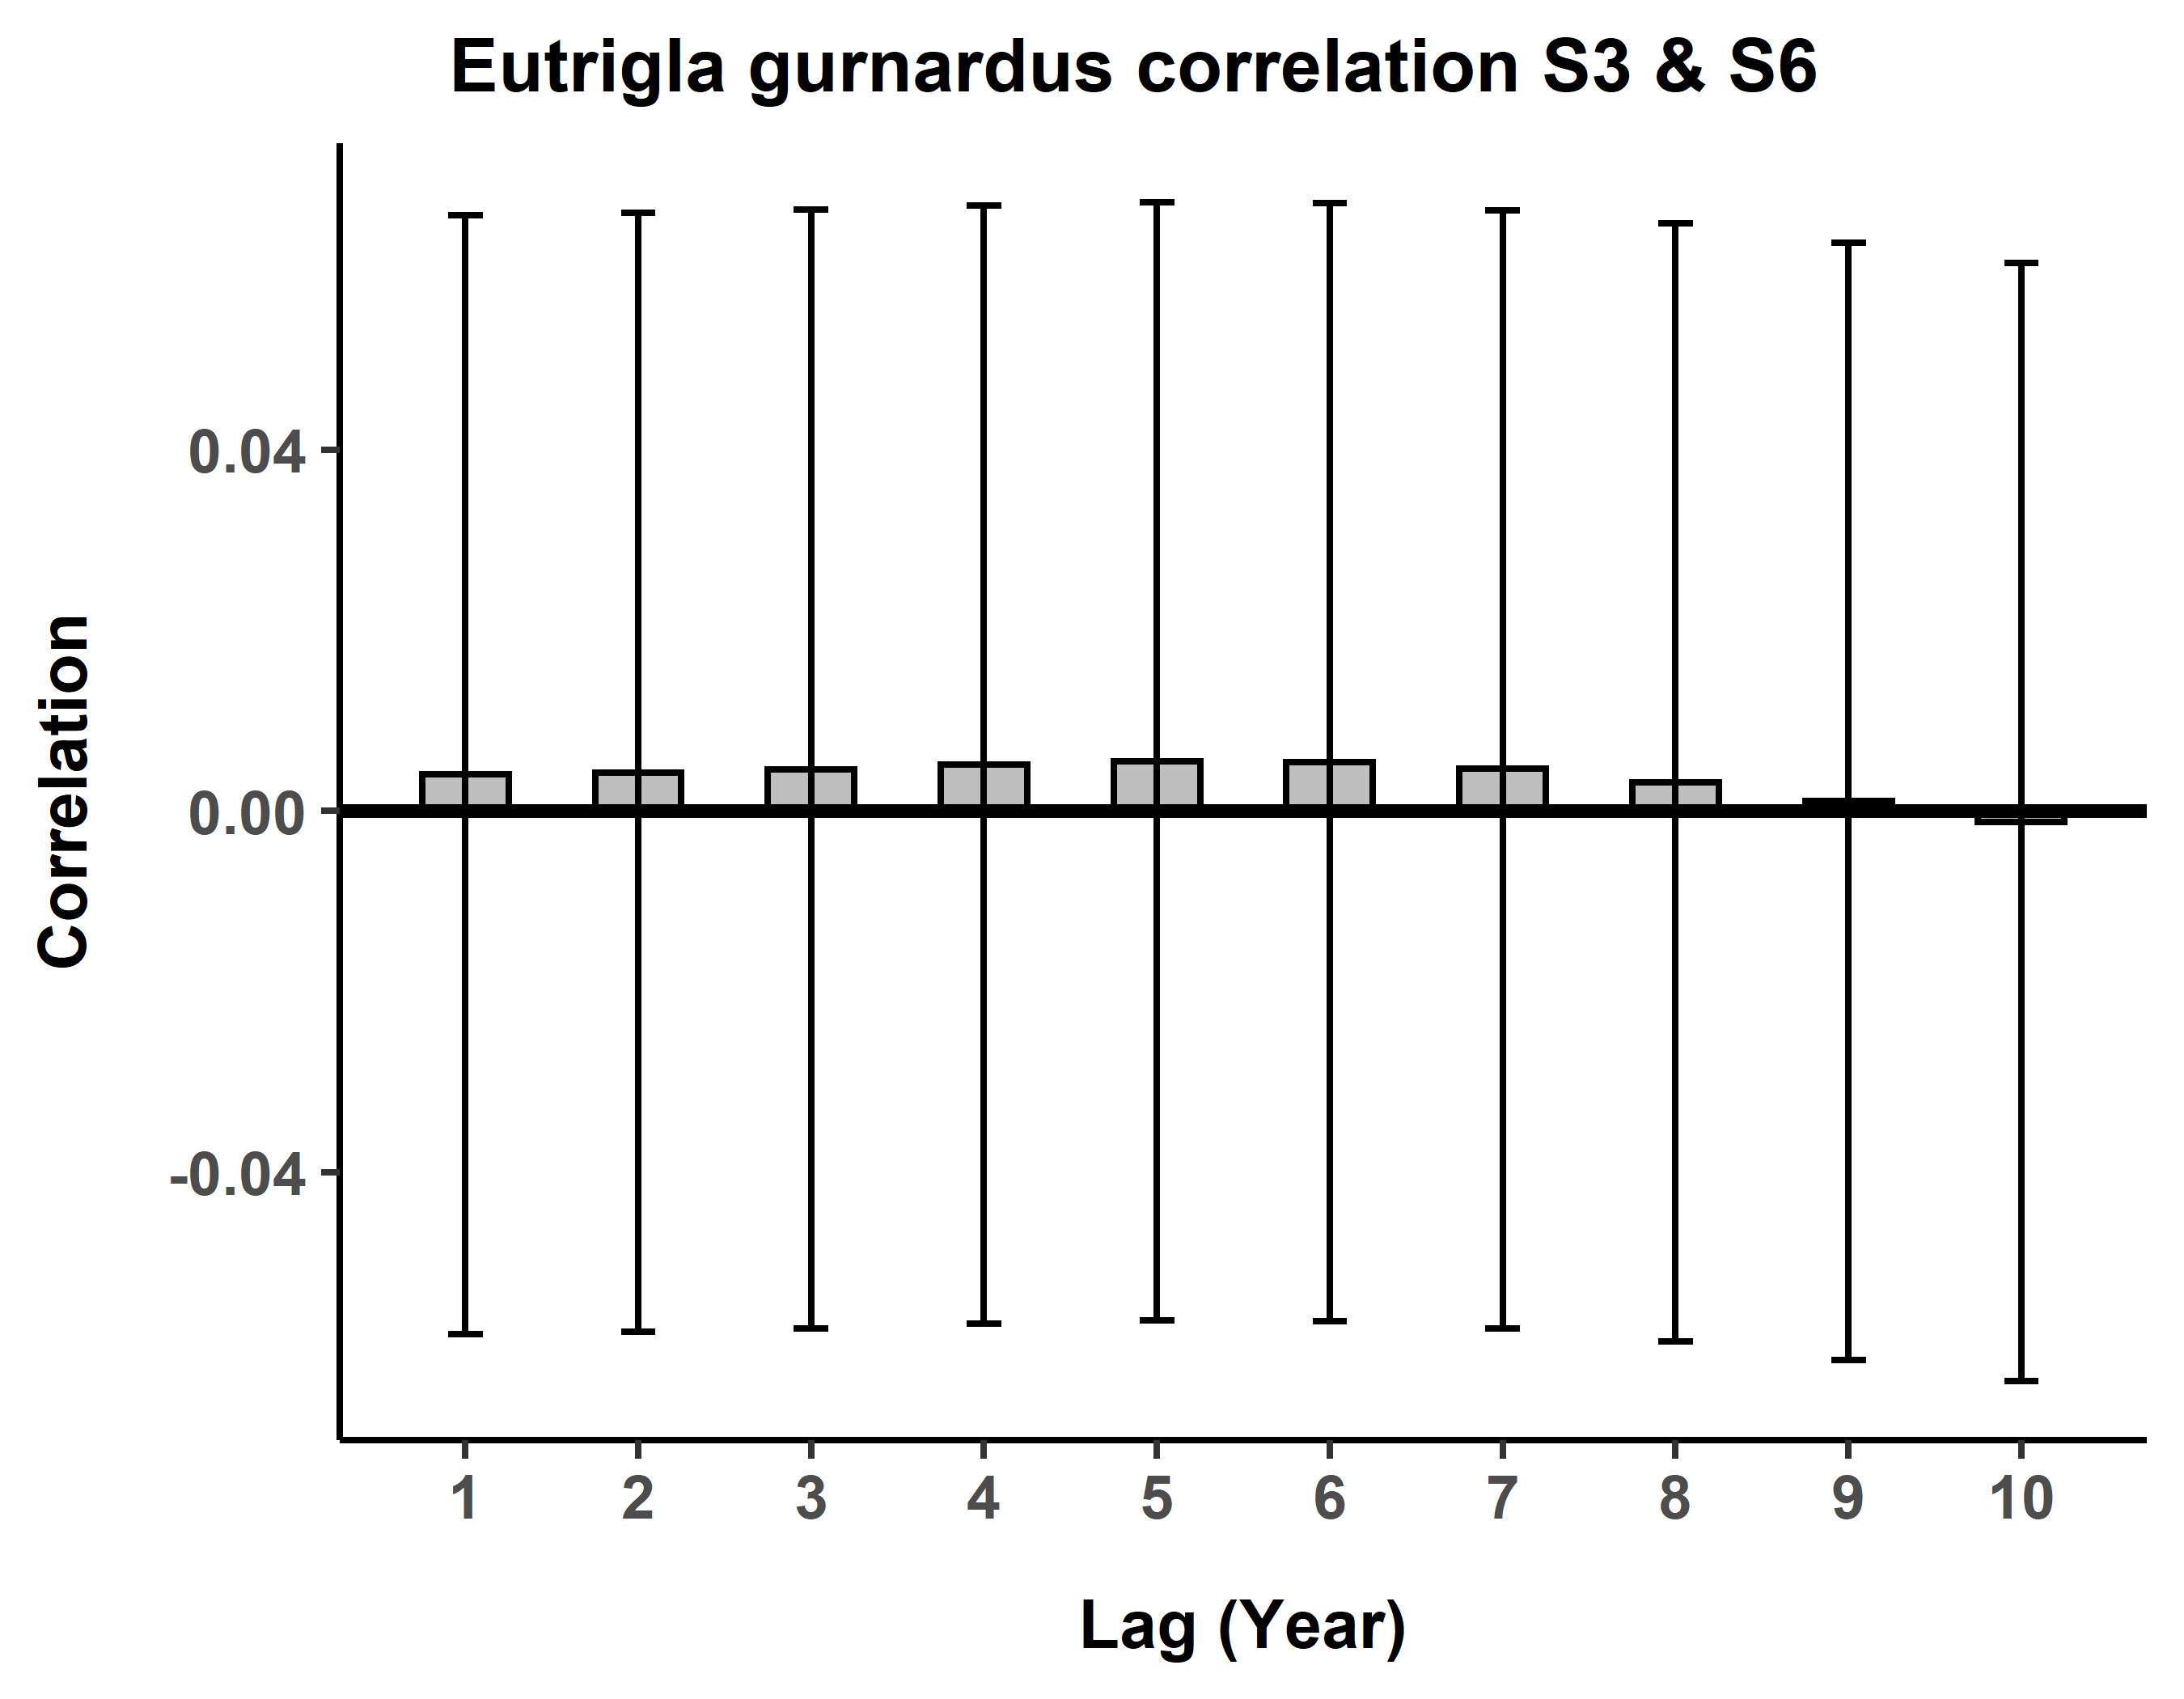 Eutrigla gurnardus correlation S3 & S6
Correlation
0.04
0.00
-0.04
1 2 3 4 5 6 7 8 9 10
Lag (Year)